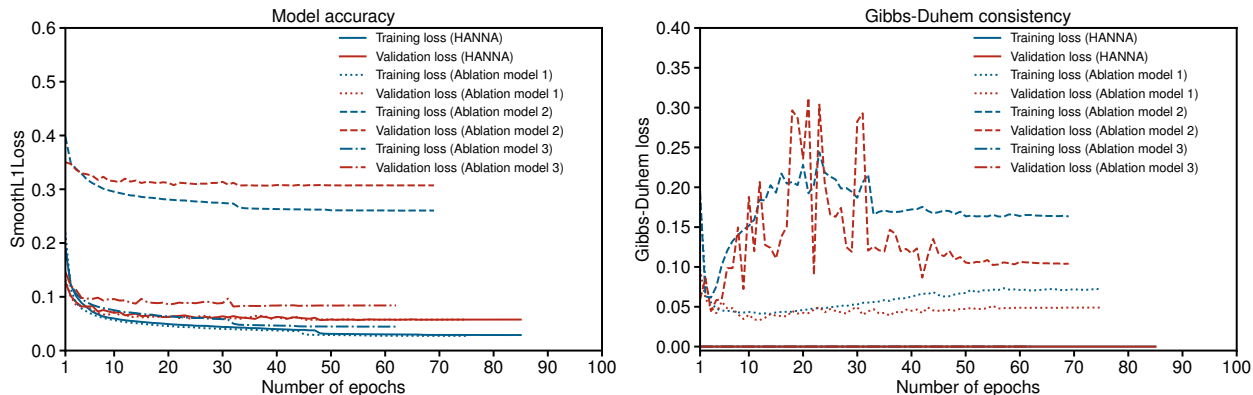 Model accuracy
0.6
0.5
0.4
0.3
0.2
0.1
0.0
SmoothL1Loss
Training loss (HANNA)
Validation loss (HANNA)
Training loss (Ablation model 1)
Validation loss (Ablation model 1)
Training loss (Ablation model 2)
Validation loss (Ablation model 2)
Training loss (Ablation model 3)
Validation loss (Ablation model 3)
1 10 20 30 40 50 60 70 80 90 100
Number of epochs
Gibbs-Duhem consistency
0.40
0.35
0.30
0.25
0.20
0.15
0.10
0.05
0.00
Gibbs-Duhem loss
Training loss (HANNA)
Validation loss (HANNA)
Training loss (Ablation model 1)
Validation loss (Ablation model 1)
Training loss (Ablation model 2)
Validation loss (Ablation model 2)
Training loss (Ablation model 3)
Validation loss (Ablation model 3)
1 10 20 30 40 50 60 70 80 90 100
Number of epochs